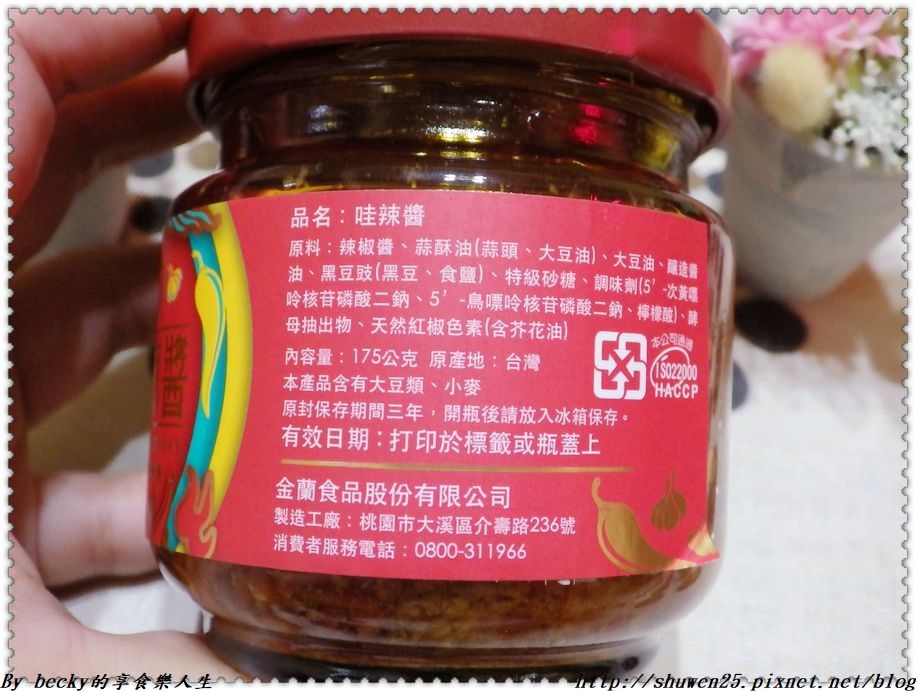 品名：哇辣醬
原料：辣椒醬、蒜酥油(蒜頭、大豆油)、大豆油、釀造醬
油、黑豆豉(黑豆、食鹽)、特級砂糖、調味劑(5’-次黃嘌
呤核苷磷酸二鈉、5’-鳥嘌呤核苷磷酸二鈉、檸檬酸)、酵
母抽出物、天然紅椒色素(含芥花油)
內容量：175公克 原產地：台灣
本產品含有大豆類、小麥
原封保存期間三年，開瓶後請放入冰箱保存。
有效日期：打印於標籤或瓶蓋上
本公司通過
ISO22000
HACCP
金蘭食品股份有限公司
製造工廠：桃園市大溪區介壽路236號
消費者服務電話：0800-311966
醬
By becky的享食樂人生
http://shuwen25.pixnet.net/blog